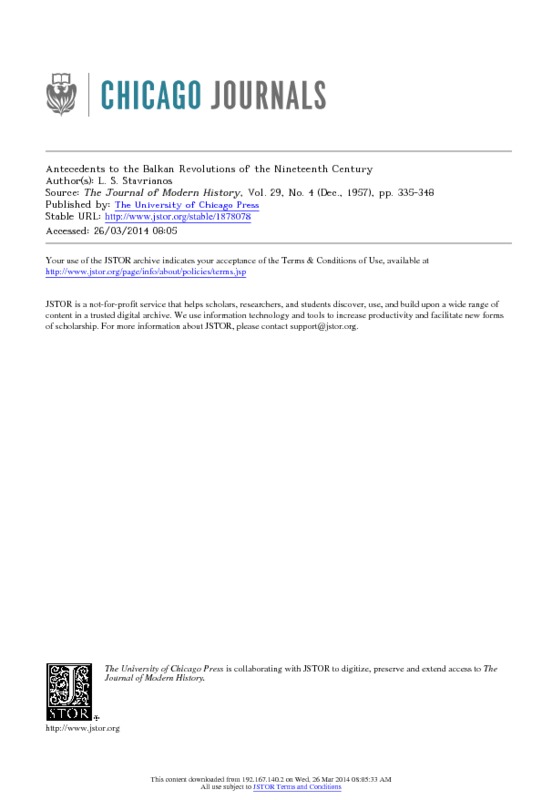 CHICAGO JOURNALS
Antecedents to the Balkan Revolutions of the Nineteenth Century
Author(s): L. S. Stavrianos
Source: The Journal of Modern History, Vol. 29, No. 4 (Dec., 1957), pp. 335-348
Published by: The University of Chicago Press
Stable URL: http://www.jstor.org/stable/1878078
Accessed: 26/03/2014 08:05
Your use of the JSTOR archive indicates your acceptance of the Terms & Conditions of Use, available at
http://www.jstor.org/page/info/about/policies/terms.jsp
JSTOR is a not-for-profit service that helps scholars, researchers, and students discover, use, and build upon a wide range of
content in a trusted digital archive. We use information technology and tools to increase productivity and facilitate new forms
of scholarship. For more information about JSTOR, please contact support@jstor.org.
The University of Chicago Press is collaborating with JSTOR to digitize, preserve and extend access to The
Journal of Modern History.
JSTOR
http://www.jstor.org
This content downloaded from 192.167.140.2 on Wed, 26 Mar 2014 08:05:33 AM
All use subject to JSTOR Terms and Conditions